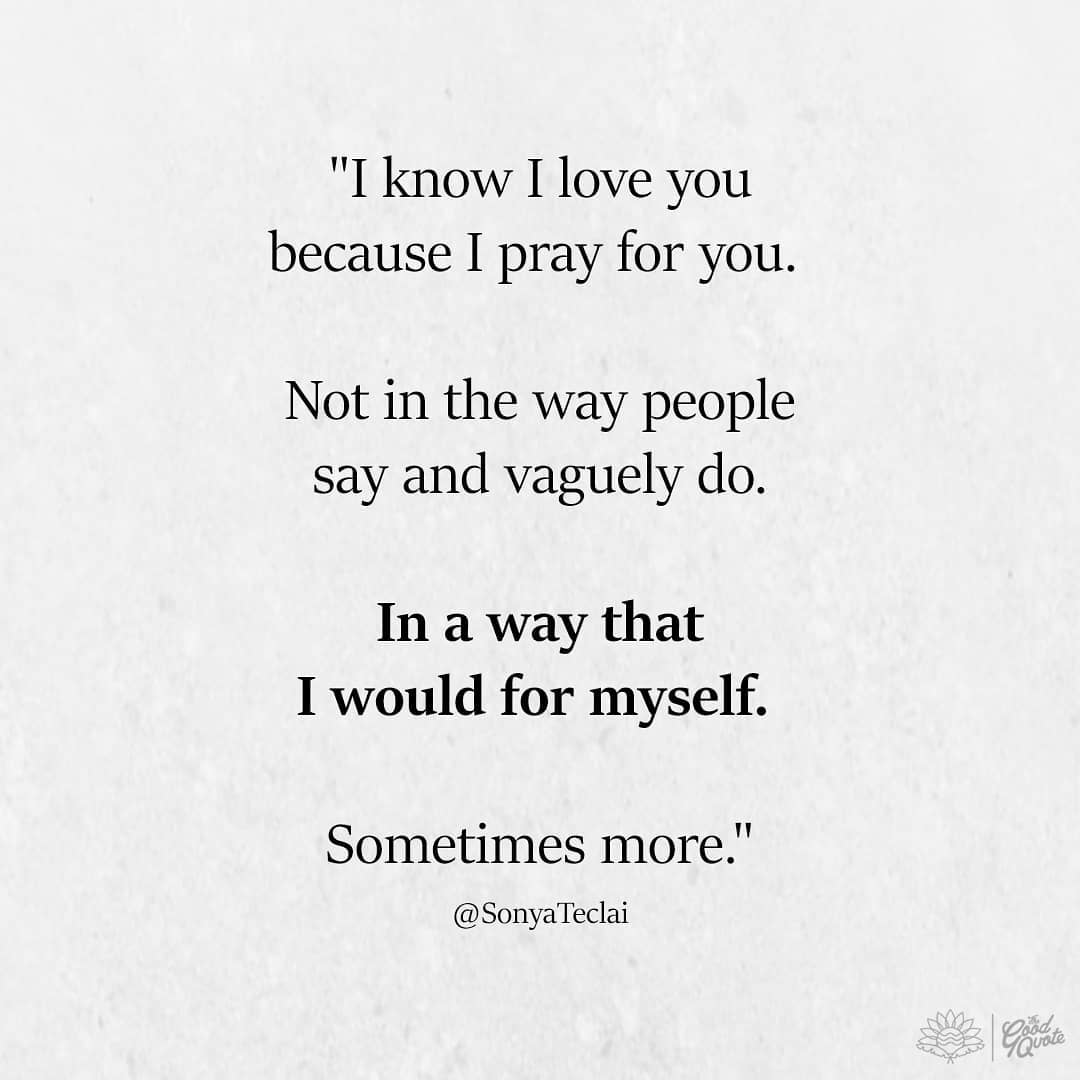 "I know I love you
because I pray for you.
Not in the way people
say and vaguely do.
In a way that
I would for myself.
Sometimes more."
@SonyaTeclai
The
Good
Quote